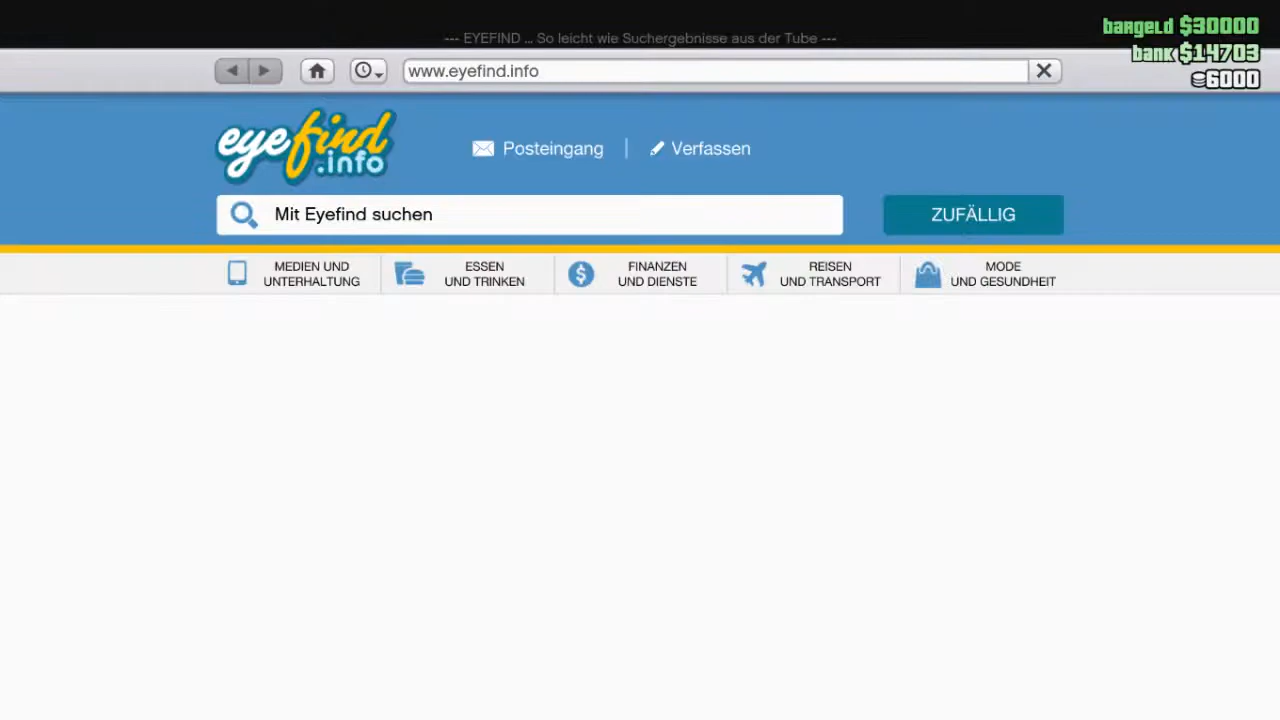 bargeld $30000
--- EYEFIND ... So leicht wie Suchergebnisse aus der Tube ---
bank $14703
www.eyefind.info
6000
eyefind
.info
Posteingang | Verfassen
Mit Eyefind suchen
ZUFÄLLIG
MEDIEN UND
UNTERHALTUNG
ESSEN
UND TRINKEN
FINANZEN
UND DIENSTE
REISEN
UND TRANSPORT
MODE
UND GESUNDHEIT